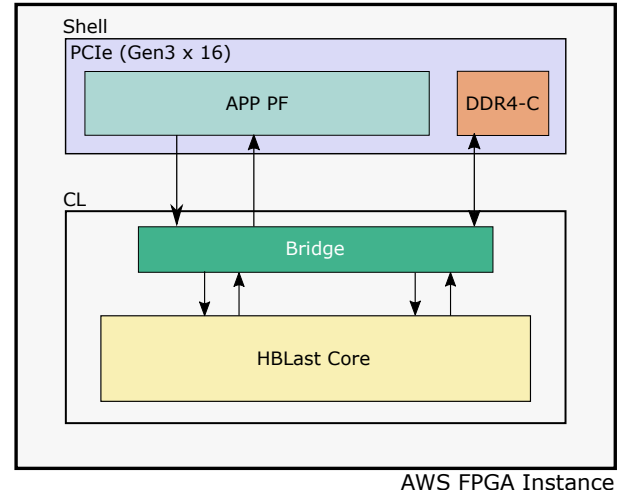 Shell
PCIe (Gen3 x 16)
APP PF
DDR4-C
CL
Bridge
HBLast Core
AWS FPGA Instance